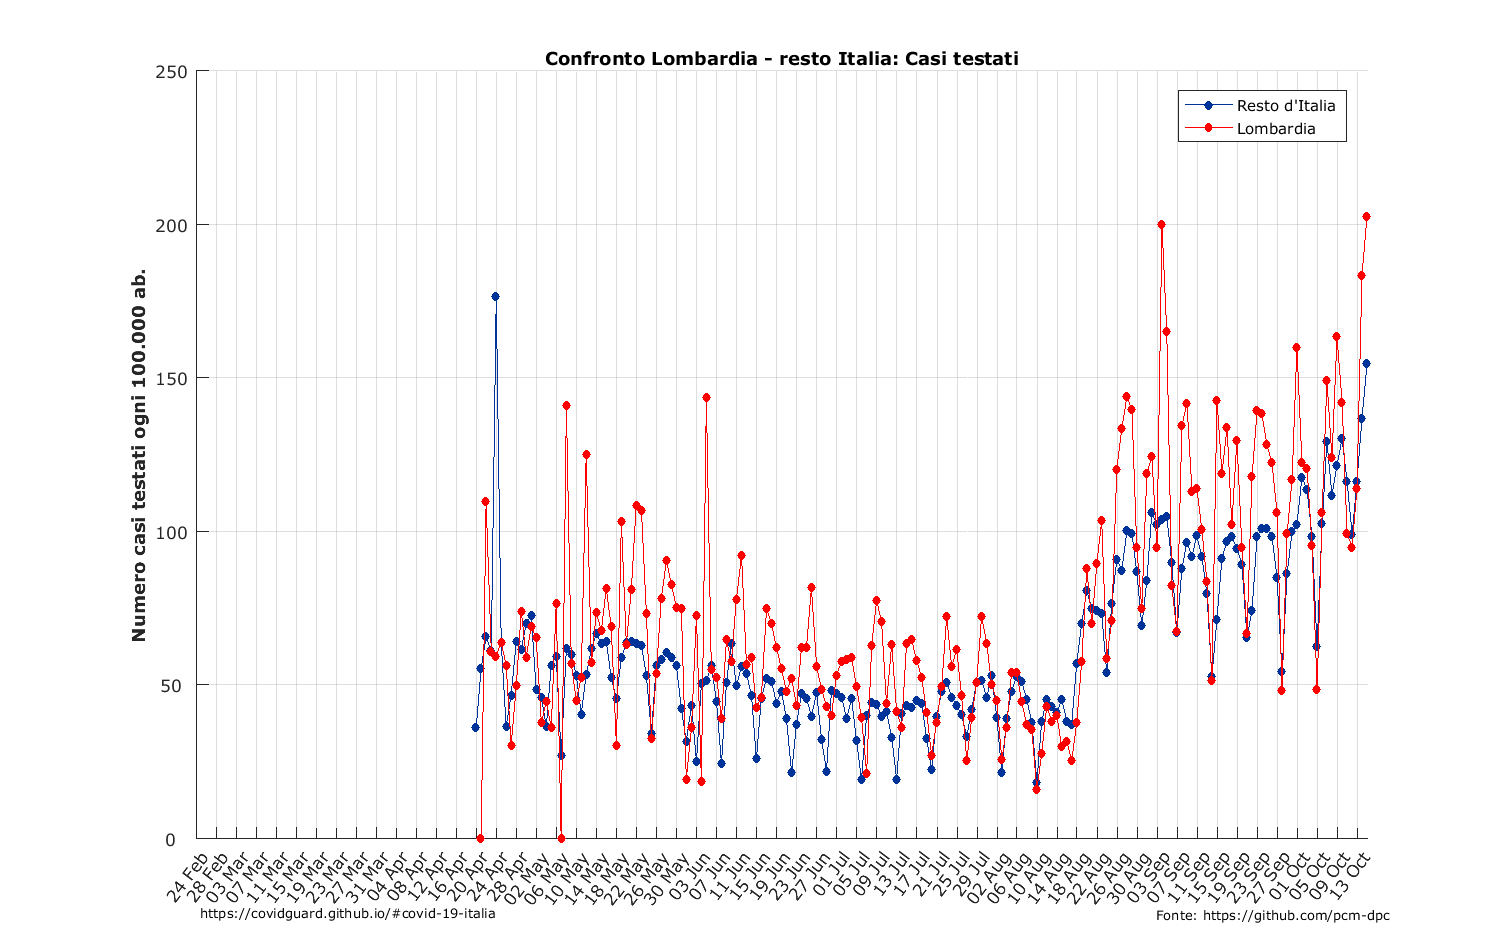 Confronto Lombardia - resto Italia: Casi testati
Resto d'Italia
Lombardia
Numero casi testati ogni 100.000 ab.
250
200
150
100
50
0
24 Feb
28 Feb
03 Mar
07 Mar
11 Mar
15 Mar
19 Mar
23 Mar
27 Mar
31 Mar
04 Apr
08 Apr
12 Apr
16 Apr
20 Apr
24 Apr
28 Apr
02 May
06 May
10 May
14 May
18 May
22 May
26 May
30 May
03 Jun
07 Jun
11 Jun
15 Jun
19 Jun
23 Jun
27 Jun
01 Jul
05 Jul
09 Jul
13 Jul
17 Jul
21 Jul
25 Jul
29 Jul
02 Aug
06 Aug
10 Aug
14 Aug
18 Aug
22 Aug
26 Aug
30 Aug
03 Sep
07 Sep
11 Sep
15 Sep
19 Sep
23 Sep
27 Sep
01 Oct
05 Oct
09 Oct
13 Oct
https://covidguard.github.io/#covid-19-italia
Fonte: https://github.com/pcm-dpc